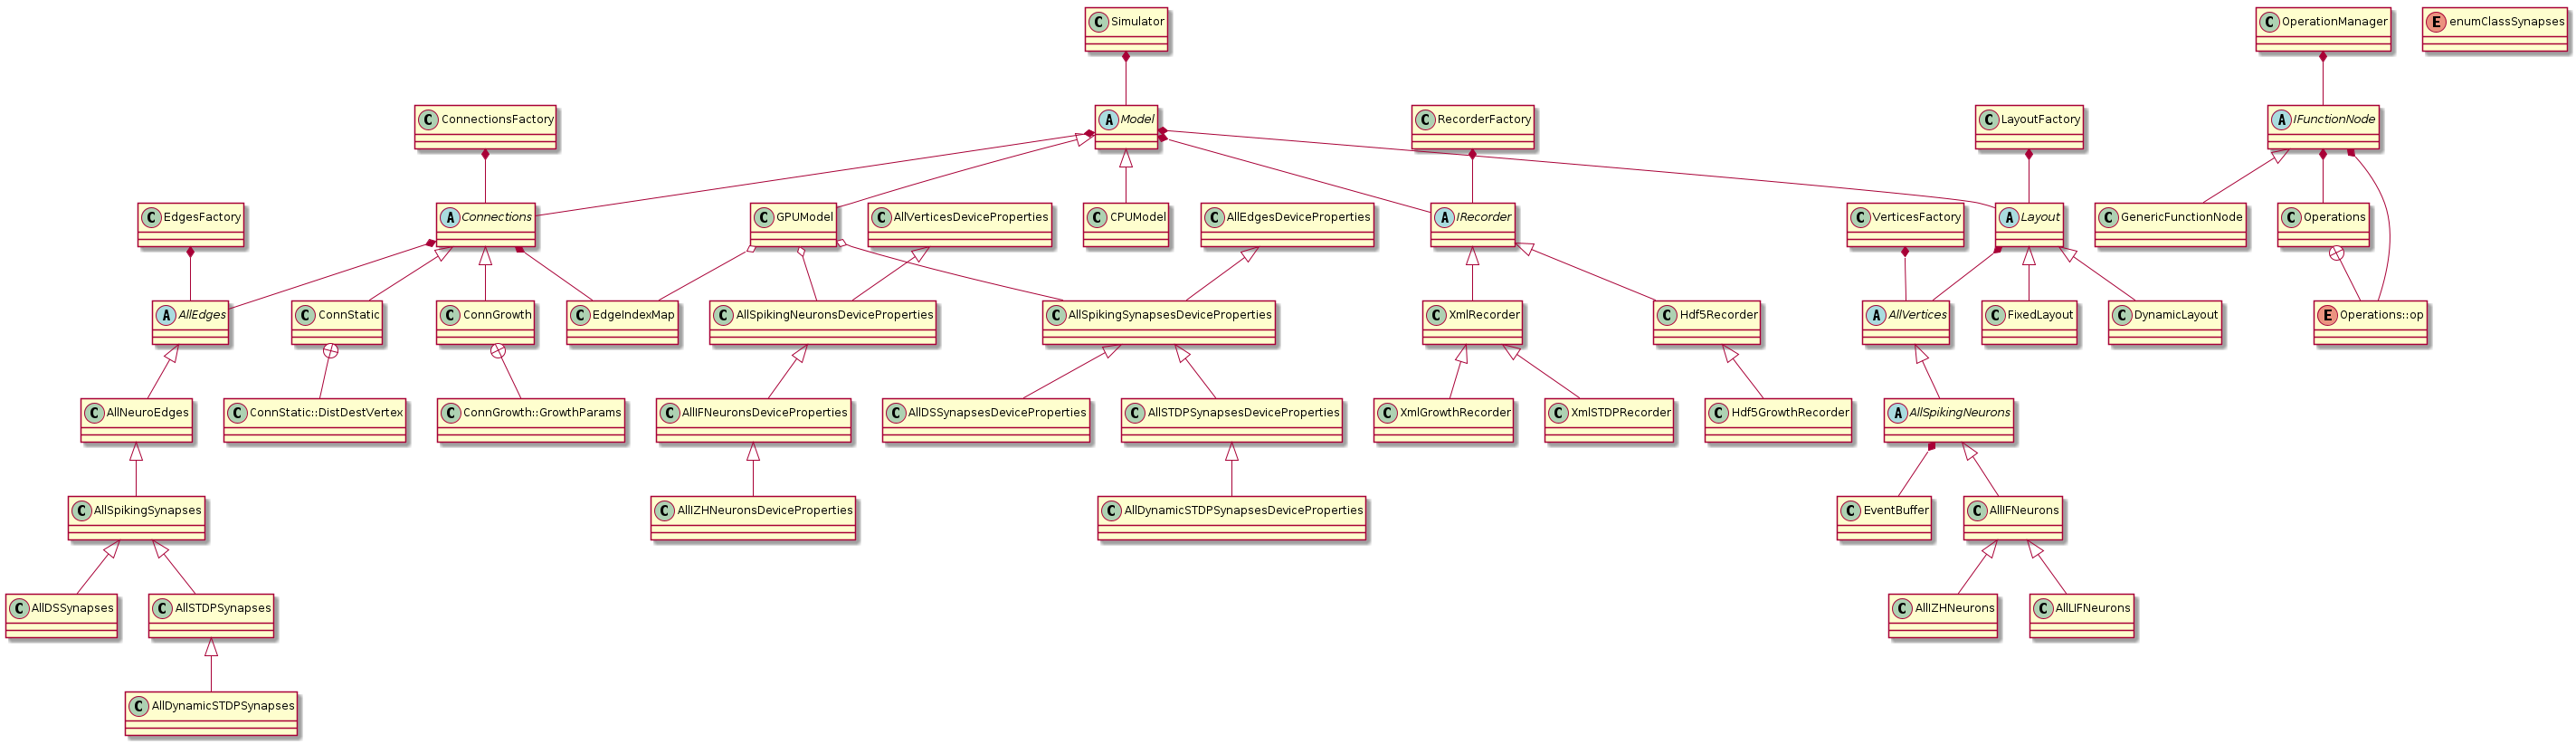 C Simulator
C OperationManager
E enumClassSynapses
C ConnectionsFactory
A Model
C RecorderFactory
C LayoutFactory
A IFunctionNode
C EdgesFactory
A Connections
C GPUModel
C AllVerticesDeviceProperties
C CPUModel
C AllEdgesDeviceProperties
A IRecorder
C VerticesFactory
A Layout
C GenericFunctionNode
C Operations
A AllEdges
C ConnStatic
C ConnGrowth
C EdgeIndexMap
C AllSpikingNeuronsDeviceProperties
C AllSpikingSynapsesDeviceProperties
C XmlRecorder
C Hdf5Recorder
A AllVertices
C FixedLayout
C DynamicLayout
E Operations::op
C AllNeuroEdges
C ConnStatic::DistDestVertex
C ConnGrowth::GrowthParams
C AllIFNeuronsDeviceProperties
C AllDSSynapsesDeviceProperties
C AllSTDPSynapsesDeviceProperties
C XmlGrowthRecorder
C XmlSTDPRecorder
C Hdf5GrowthRecorder
A AllSpikingNeurons
C AllSpikingSynapses
C AllIZHNeuronsDeviceProperties
C AllDynamicSTDPSynapsesDeviceProperties
C EventBuffer
C AllIFNeurons
C AllDSSynapses
C AllSTDPSynapses
C AllIZHNeurons
C AllLIFNeurons
C AllDynamicSTDPSynapses